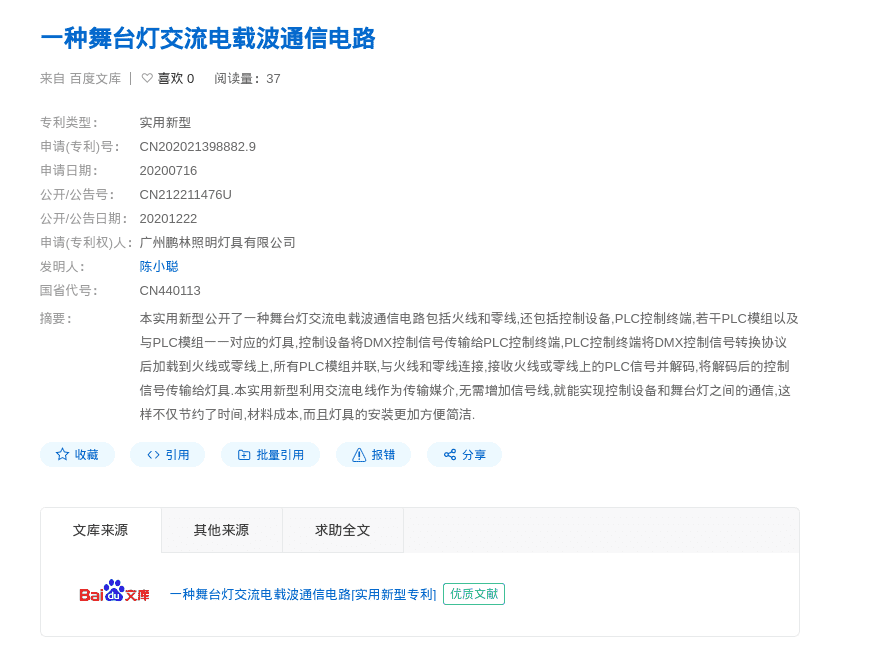 一种舞台灯交流电载波通信电路
来自 百度文库 | ♡ 喜欢 0 阅读量: 37
专利类型: 实用新型
申请(专利)号: CN202021398882.9
申请日期: 20200716
公开/公告号: CN212211476U
公开/公告日期: 20201222
申请(专利权)人: 广州鹏林照明灯具有限公司
发明人: 陈小聪
国省代号: CN440113
摘要: 本实用新型公开了一种舞台灯交流电载波通信电路包括火线和零线,还包括控制设备,PLC控制终端,若干PLC模组以及
与PLC模组一一对应的灯具,控制设备将DMX控制信号传输给PLC控制终端,PLC控制终端将DMX控制信号转换协议
后加载到火线或零线上,所有PLC模组并联,与火线和零线连接,接收火线或零线上的PLC信号并解码,将解码后的控制
信号传输给灯具.本实用新型利用交流电线作为传输媒介,无需增加信号线,就能实现控制设备和舞台灯之间的通信,这
样不仅节约了时间,材料成本,而且灯具的安装更加方便简洁.
收藏 引用 批量引用 报错 分享
文库来源 其他来源 求助全文
Baidu文库 一种舞台灯交流电载波通信电路[实用新型专利] 优质文献